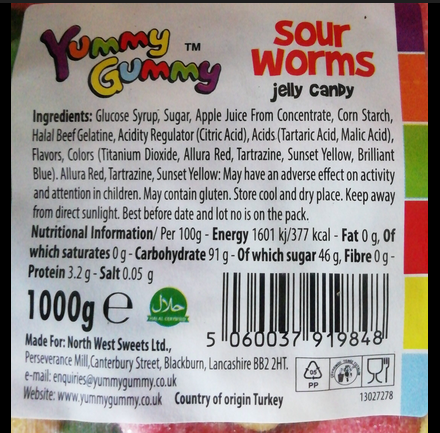 Yummy Gummy TM
sour worms
jelly candy
Ingredients: Glucose Syrup, Sugar, Apple Juice From Concentrate, Corn Starch,
Halal Beef Gelatine, Acidity Regulator (Citric Acid), Acids (Tartaric Acid, Malic Acid),
Flavors, Colors (Titanium Dioxide, Allura Red, Tartrazine, Sunset Yellow, Brilliant
Blue). Allura Red, Tartrazine, Sunset Yellow: May have an adverse effect on activity
and attention in children. May contain gluten. Store cool and dry place. Keep away
from direct sunlight. Best before date and lot no is on the pack.
Nutritional Information/ Per 100g - Energy 1601 kj/377 kcal - Fat 0 g, Of
which saturates 0 g - Carbohydrate 91 g - Of which sugar 46 g, Fibre 0 g -
Protein 3.2 g - Salt 0.05 g
1000g e
حلال
HALAL CERTIFIED
5 060037 919848
Made For: North West Sweets Ltd.,
Perseverance Mill,Canterbury Street, Blackburn, Lancashire BB2 2HT.
e-mail: enquiries@yummygummy.co.uk
Website: www.yummygummy.co.uk Country of origin Turkey
05
PP
13027278